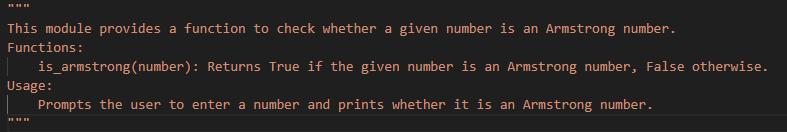 """
This module provides a function to check whether a given number is an Armstrong number.
Functions:
    is_armstrong(number): Returns True if the given number is an Armstrong number, False otherwise.
Usage:
    Prompts the user to enter a number and prints whether it is an Armstrong number.
"""